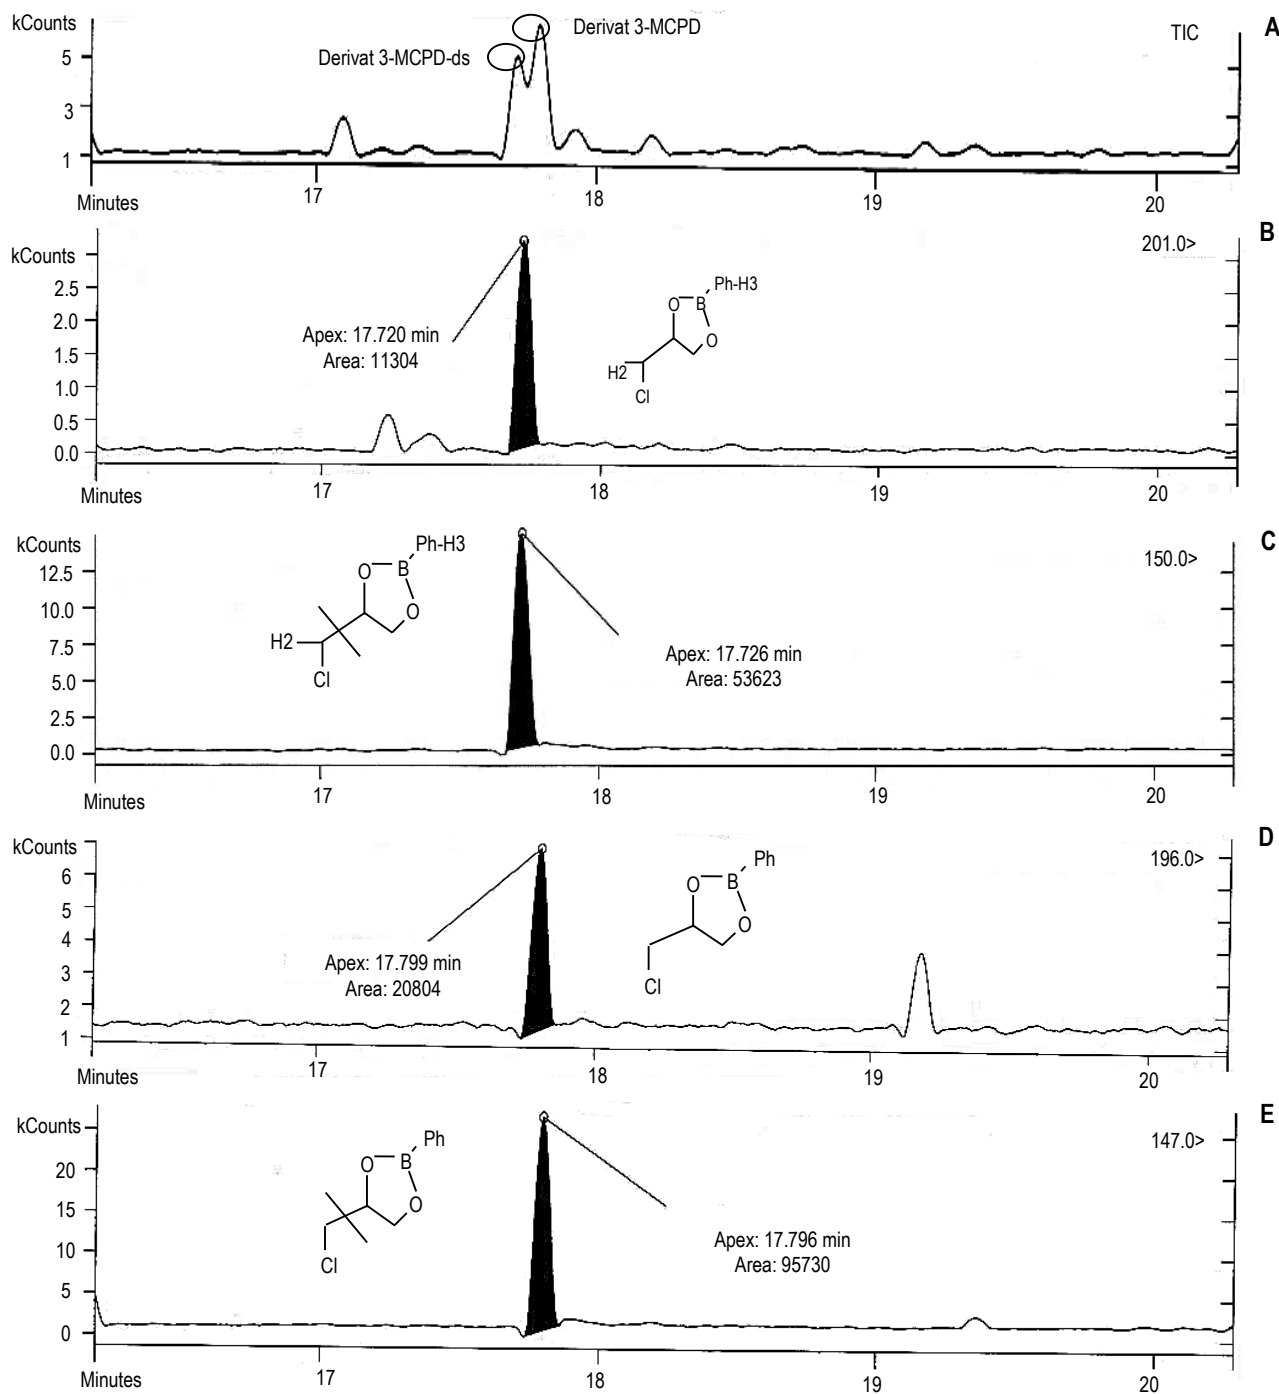 kCounts
Derivat 3-MCPD
TIC
A
5
Derivat 3-MCPD-ds
3
1
17
18
19
20
Minutes
B
kCounts
201.0>
2.5
2.0
1.5
1.0
0.5
0.0
Apex: 17.720 min
Area: 11304
Ph-H3
O
B
O
H2
Cl
17
18
19
20
Minutes
C
kCounts
150.0>
12.5
10.0
7.5
5.0
2.5
0.0
Ph-H3
O
B
O
H2
Cl
Apex: 17.726 min
Area: 53623
17
18
19
20
Minutes
D
kCounts
196.0>
6
5
4
3
2
1
Ph
O
B
O
Cl
Apex: 17.799 min
Area: 20804
17
18
19
20
Minutes
E
kCounts
147.0>
20
15
10
5
0
Ph
O
B
O
Cl
Apex: 17.796 min
Area: 95730
17
18
19
20
Minutes